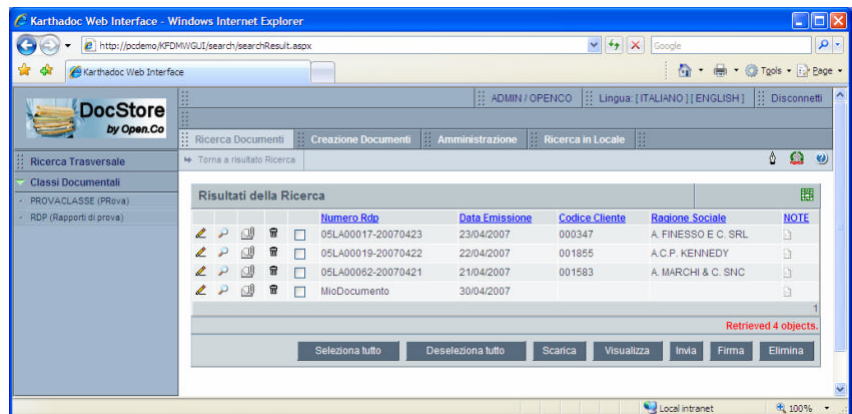 Karthadoc Web Interface - Windows Internet Explorer
http://pcdemo/KFDMWGUI/search/searchResult.aspx
Google
Karthadoc Web Interface
Tools
Page
DocStore
by Open.Co
ADMIN / OPENCO
Lingua: [ ITALIANO ] [ ENGLISH ]
Disconnetti
Ricerca Documenti
Creazione Documenti
Amministrazione
Ricerca in Locale
Ricerca Trasversale
Torna a risultato Ricerca
Classi Documentali
PROVACLASSE (PRova)
RDP (Rapporti di prova)
Risultati della Ricerca
Numero Rdp Data Emissione Codice Cliente Ragione Sociale NOTE
05LA00017-20070423 23/04/2007 000347 A. FINESSO E C. SRL
05LA00019-20070422 22/04/2007 001855 A.C.P. KENNEDY
05LA00062-20070421 21/04/2007 001583 A. MARCHI & C. SNC
MioDocumento 30/04/2007
1
Retrieved 4 objects.
Seleziona tutto Deseleziona tutto Scarica Visualizza Invia Firma Elimina
Local intranet
100%